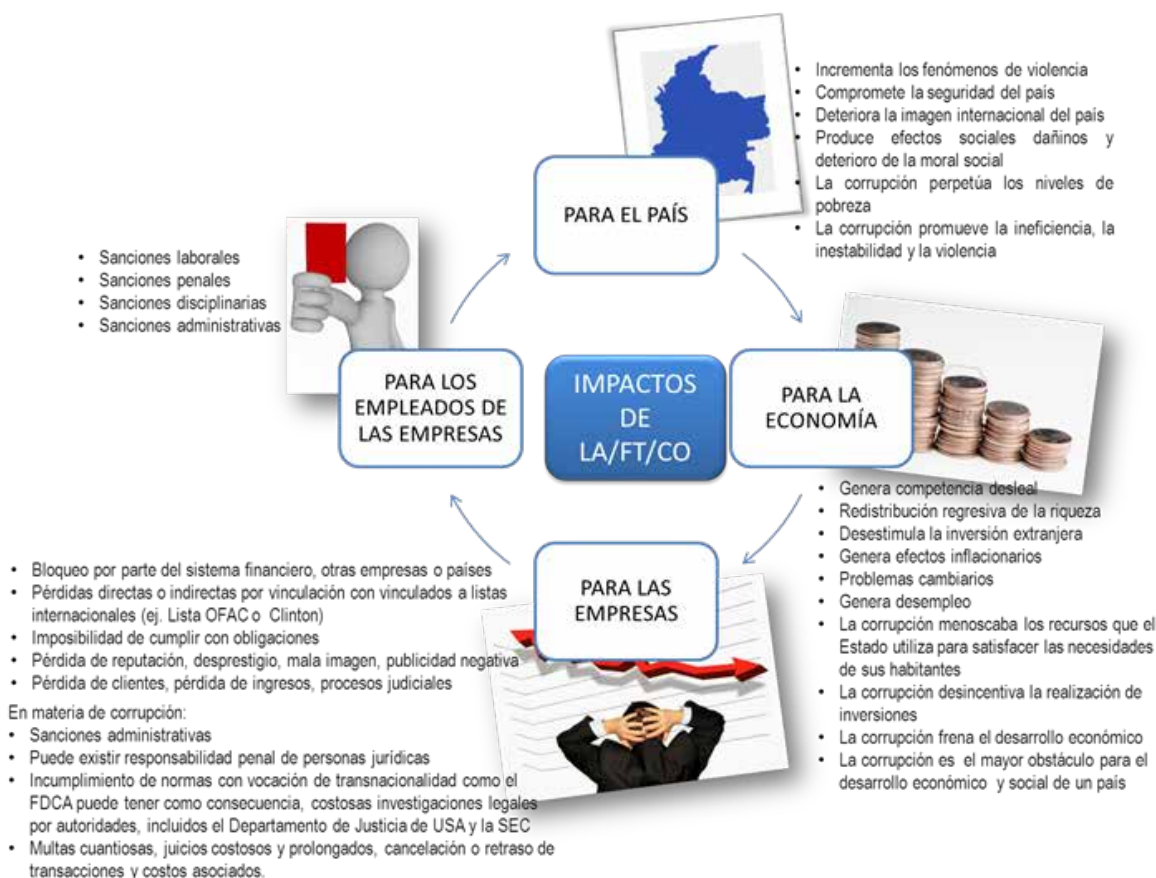 • Incrementa los fenómenos de violencia
• Compromete la seguridad del país
• Deteriora la imagen internacional del país
• Produce efectos sociales dañinos y
deterioro de la moral social
• La corrupción perpetúa los niveles de
pobreza
• La corrupción promueve la ineficiencia, la
inestabilidad y la violencia
PARA EL PAÍS
• Sanciones laborales
• Sanciones penales
• Sanciones disciplinarias
• Sanciones administrativas
PARA LOS
EMPLEADOS DE
LAS EMPRESAS
IMPACTOS
DE
LA/FT/CO
PARA LA
ECONOMÍA
• Genera competencia desleal
• Redistribución regresiva de la riqueza
• Desestimula la inversión extranjera
• Genera efectos inflacionarios
• Problemas cambiarios
• Genera desempleo
• La corrupción menoscaba los recursos que el
Estado utiliza para satisfacer las necesidades
de sus habitantes
• La corrupción desincentiva la realización de
inversiones
• La corrupción frena el desarrollo económico
• La corrupción es el mayor obstáculo para el
desarrollo económico y social de un país
PARA LAS
EMPRESAS
• Bloqueo por parte del sistema financiero, otras empresas o países
• Pérdidas directas o indirectas por vinculación con vinculados a listas
internacionales (ej. Lista OFAC o Clinton)
• Imposibilidad de cumplir con obligaciones
• Pérdida de reputación, desprestigio, mala imagen, publicidad negativa
• Pérdida de clientes, pérdida de ingresos, procesos judiciales
En materia de corrupción:
• Sanciones administrativas
• Puede existir responsabilidad penal de personas jurídicas
• Incumplimiento de normas con vocación de transnacionalidad como el
FDCA puede tener como consecuencia, costosas investigaciones legales
por autoridades, incluidos el Departamento de Justicia de USA y la SEC
• Multas cuantiosas, juicios costosos y prolongados, cancelación o retraso de
transacciones y costos asociados.